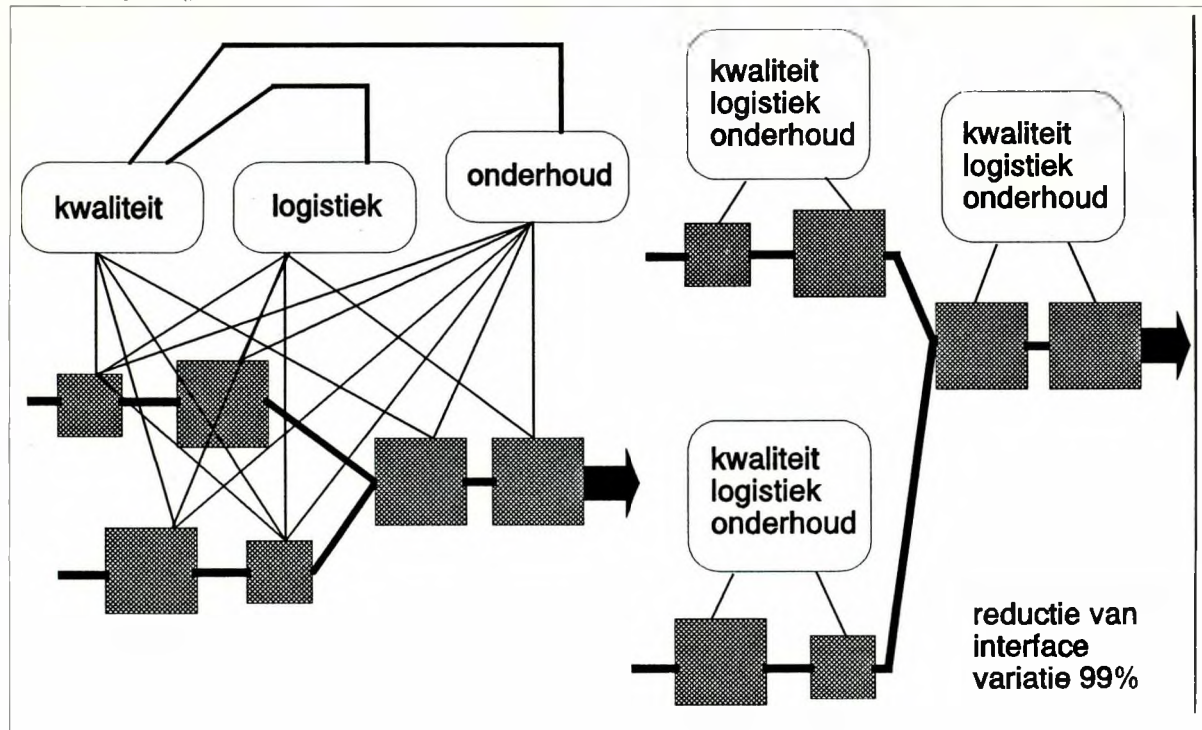 kwaliteit
logistiek
onderhoud
kwaliteit
logistiek
onderhoud
kwaliteit
logistiek
onderhoud
kwaliteit
logistiek
onderhoud
reductie van
interface
variatie 99%